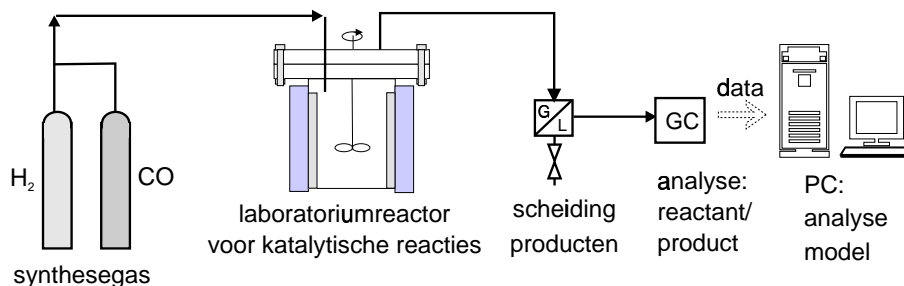 H₂
CO
synthesegas
laboratoriumreactor
voor katalytische reacties
G
L
scheiding
producten
GC
analyse:
reactant/
product
data
PC:
analyse
model